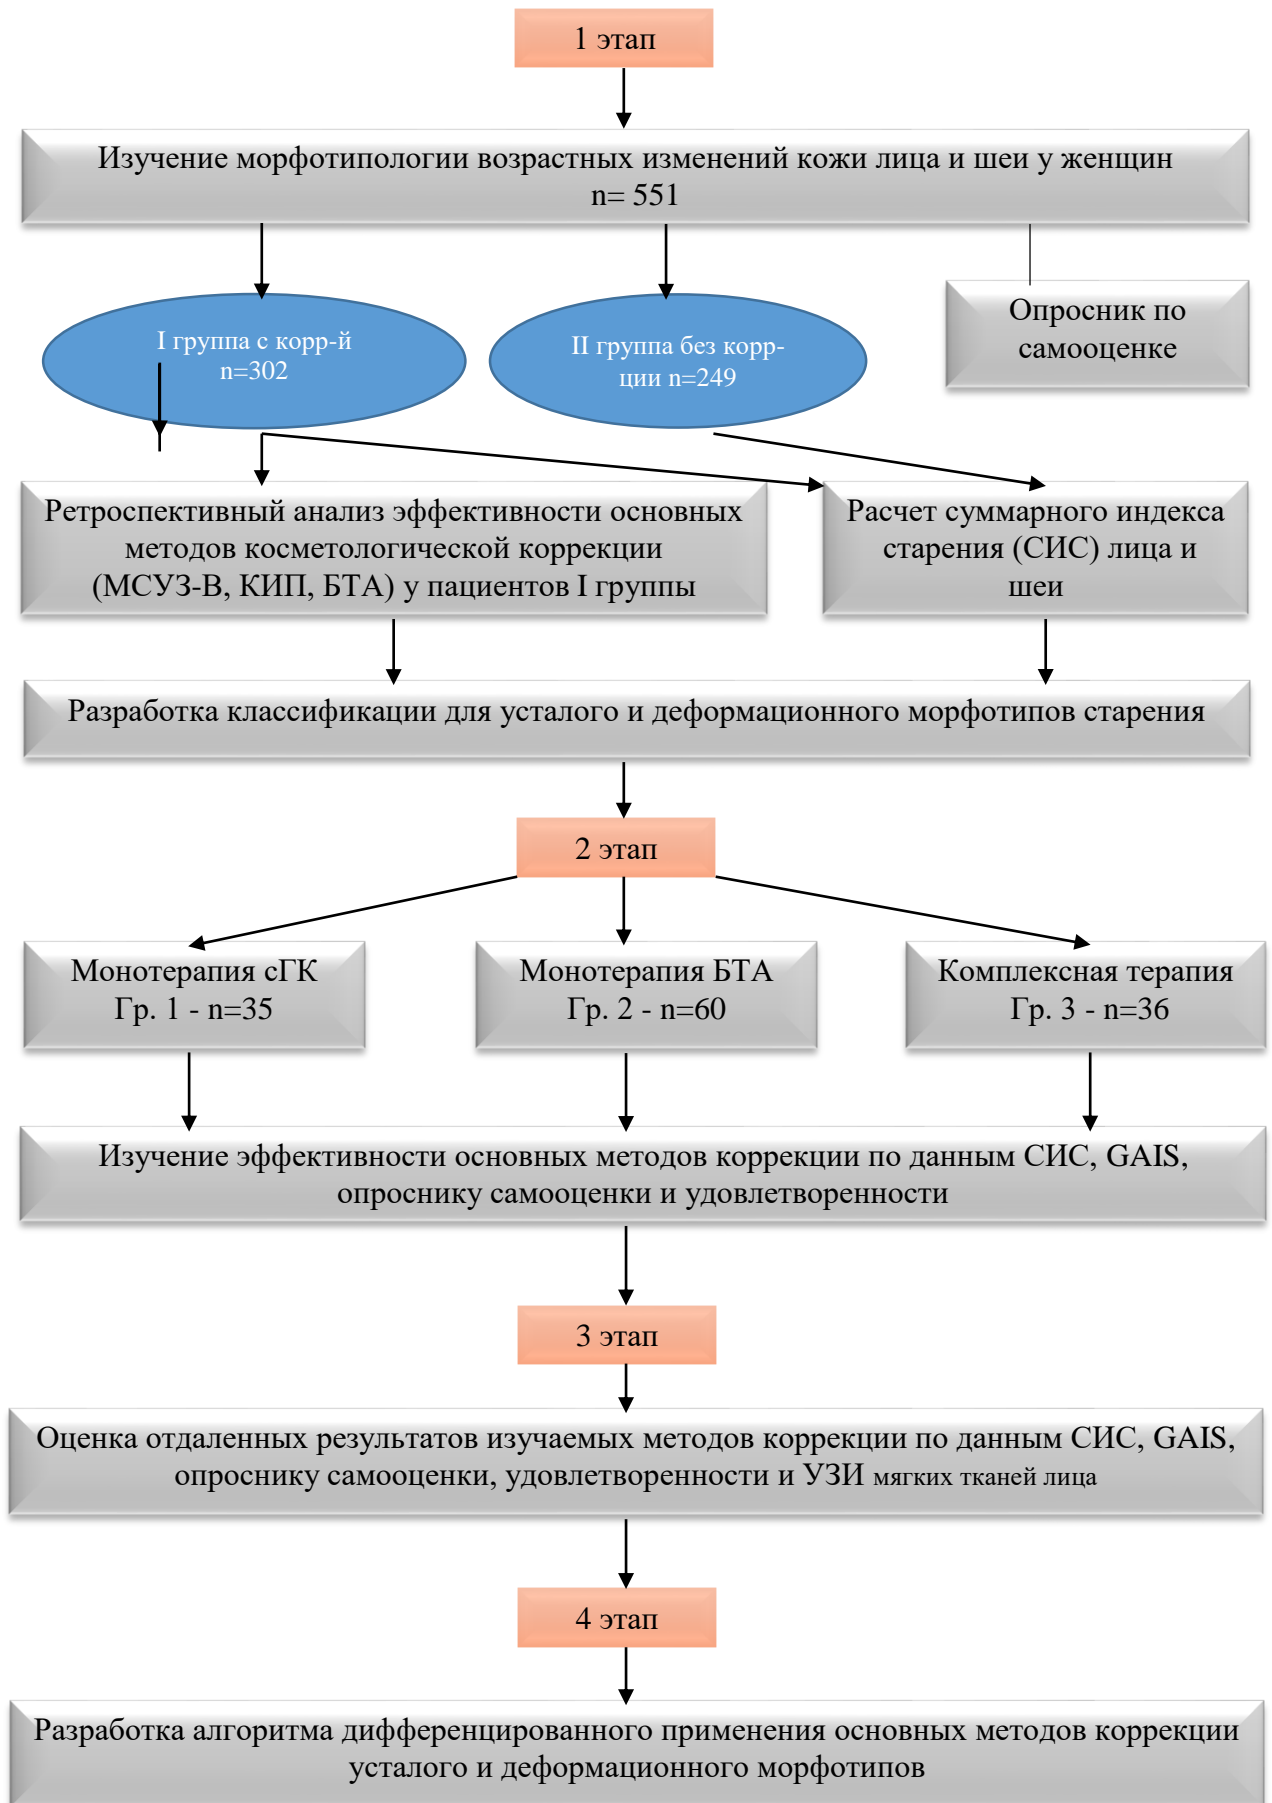 1 этап
Изучение морфотипологии возрастных изменений кожи лица и шеи у женщин
n= 551
I группа с корр-й
n=302
II группа без корр-
ции n=249
Опросник по
самооценке
Ретроспективный анализ эффективности основных
методов косметологической коррекции
(МСУЗ-В, КИП, БТА) у пациентов I группы
Расчет суммарного индекса
старения (СИС) лица и
шеи
Разработка классификации для усталого и деформационного морфотипов старения
2 этап
Монотерапия сГК
Гр. 1 - n=35
Монотерапия БТА
Гр. 2 - n=60
Комплексная терапия
Гр. 3 - n=36
Изучение эффективности основных методов коррекции по данным СИС, GAIS,
опроснику самооценки и удовлетворенности
3 этап
Оценка отдаленных результатов изучаемых методов коррекции по данным СИС, GAIS,
опроснику самооценки, удовлетворенности и УЗИ мягких тканей лица
4 этап
Разработка алгоритма дифференцированного применения основных методов коррекции
усталого и деформационного морфотипов